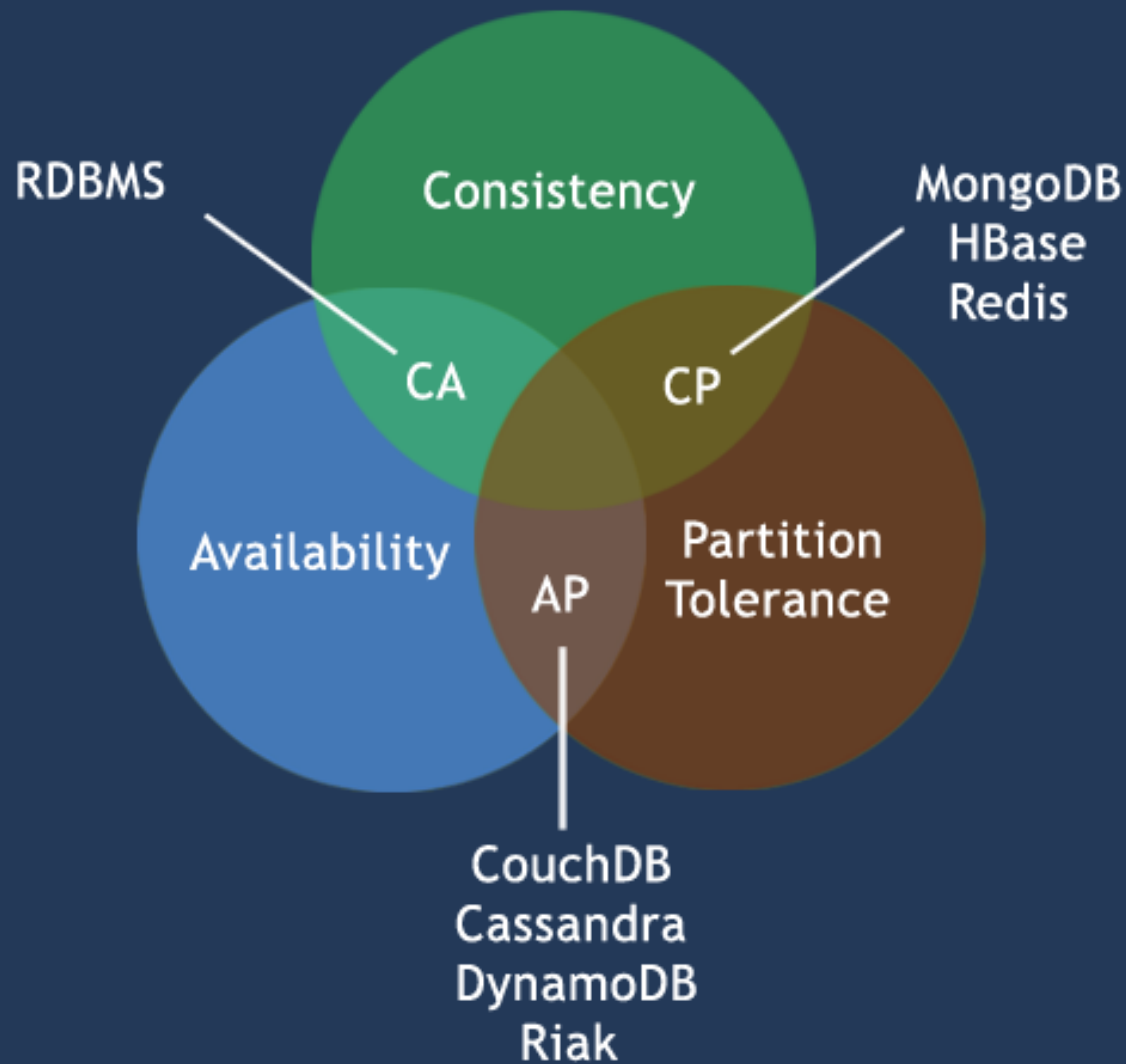 Consistency
RDBMS
MongoDB
HBase
Redis
CA
CP
Availability
Partition
Tolerance
AP
CouchDB
Cassandra
DynamoDB
Riak